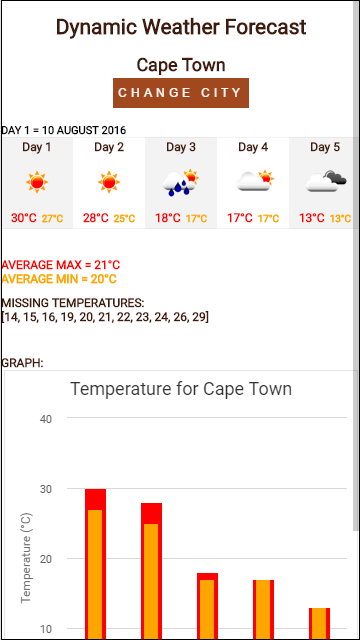 Dynamic Weather Forecast
Cape Town
CHANGE CITY
DAY 1 = 10 AUGUST 2016
Day 1 Day 2 Day 3 Day 4 Day 5
30°C 27°C 28°C 25°C 18°C 17°C 17°C 17°C 13°C 13°C
AVERAGE MAX = 21°C
AVERAGE MIN = 20°C
MISSING TEMPERATURES:
[14, 15, 16, 19, 20, 21, 22, 23, 24, 26, 29]
GRAPH:
Temperature for Cape Town
40
30
20
10
Temperature (°C)